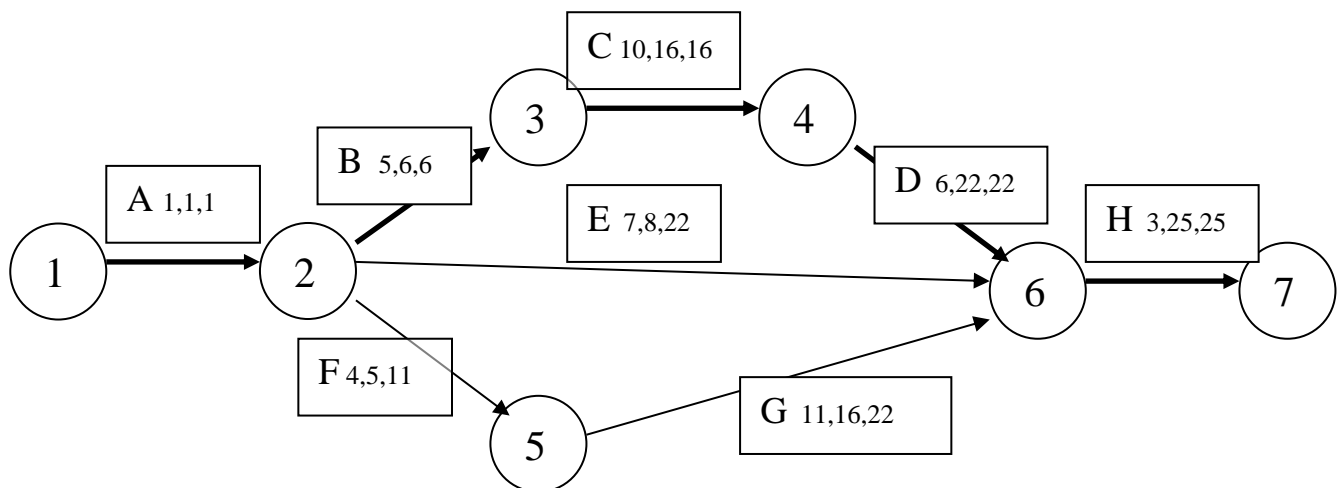 C 10,16,16
3
4
B 5,6,6
D 6,22,22
A 1,1,1
E 7,8,22
H 3,25,25
1
2
6
7
F 4,5,11
G 11,16,22
5